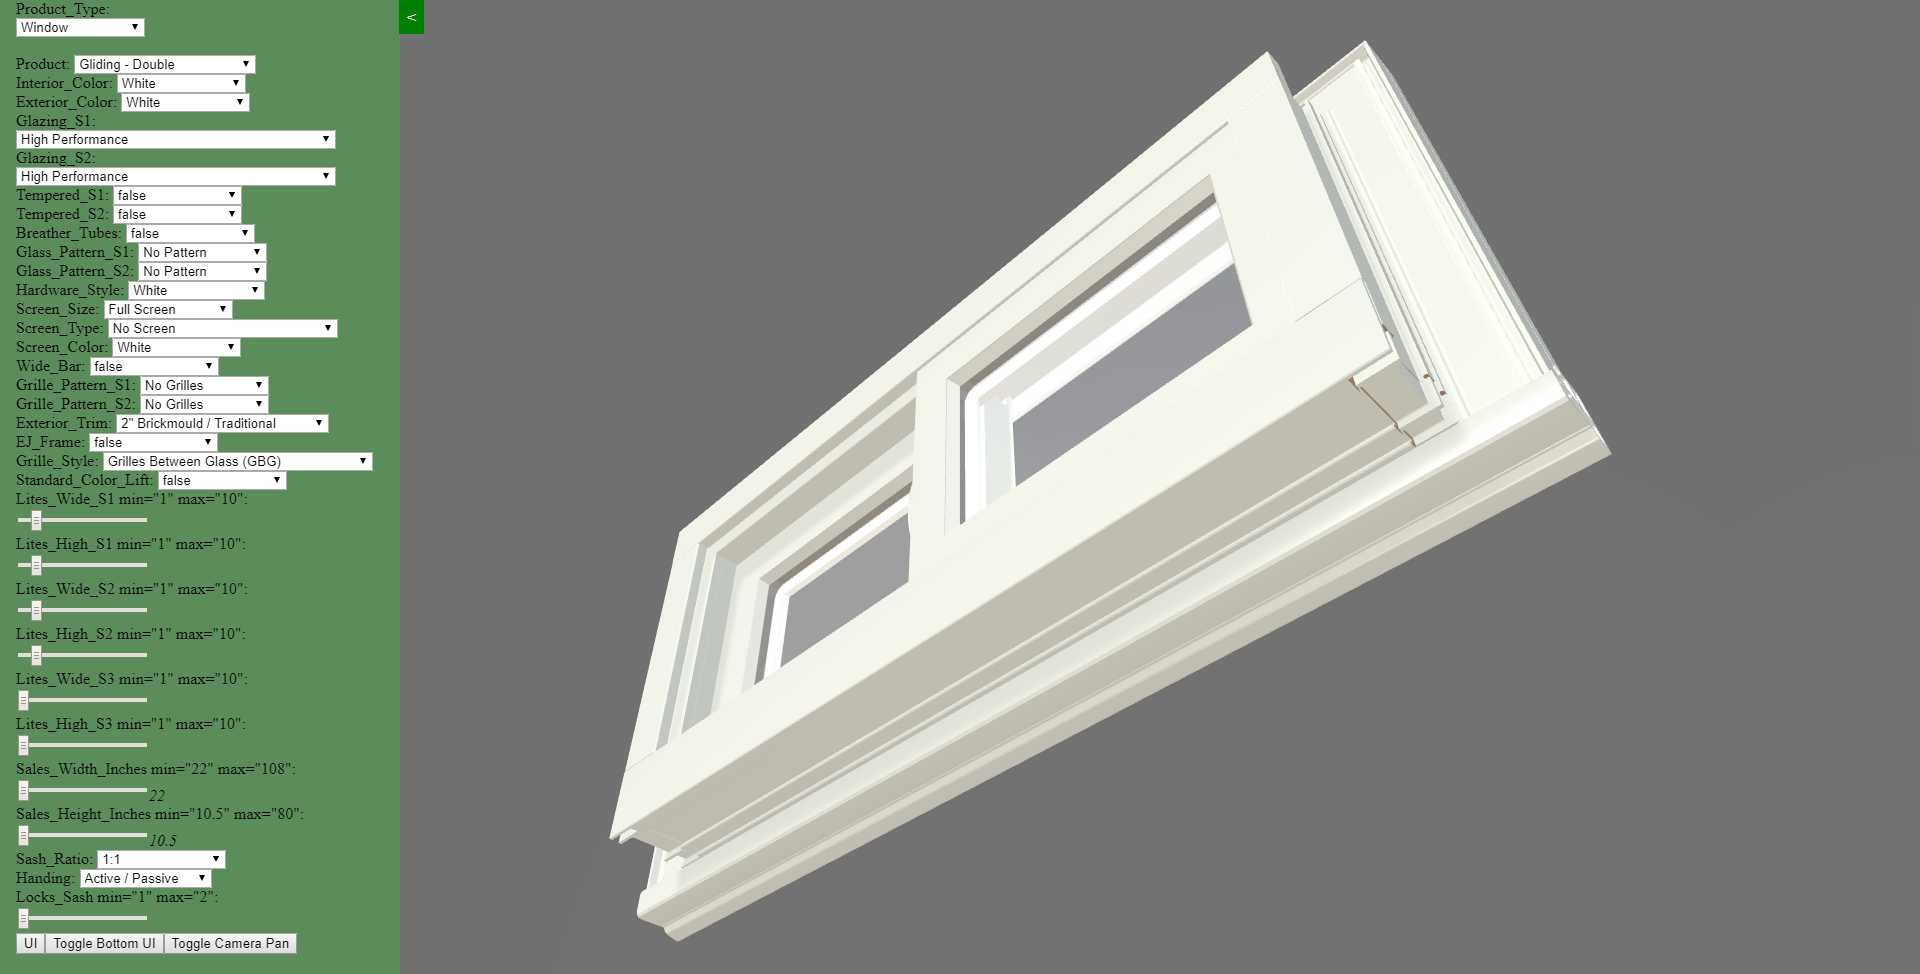 Product_Type:
Window
<
Product: Gliding - Double
Interior_Color: White
Exterior_Color: White
Glazing_S1:
High Performance
Glazing_S2:
High Performance
Tempered_S1: false
Tempered_S2: false
Breather_Tubes: false
Glass_Pattern_S1: No Pattern
Glass_Pattern_S2: No Pattern
Hardware_Style: White
Screen_Size: Full Screen
Screen_Type: No Screen
Screen_Color: White
Wide_Bar: false
Grille_Pattern_S1: No Grilles
Grille_Pattern_S2: No Grilles
Exterior_Trim: 2" Brickmould / Traditional
EJ_Frame: false
Grille_Style: Grilles Between Glass (GBG)
Standard_Color_Lift: false
Lites_Wide_S1 min="1" max="10":
Lites_High_S1 min="1" max="10":
Lites_Wide_S2 min="1" max="10":
Lites_High_S2 min="1" max="10":
Lites_Wide_S3 min="1" max="10":
Lites_High_S3 min="1" max="10":
Sales_Width_Inches min="22" max="108":
22
Sales_Height_Inches min="10.5" max="80":
10.5
Sash_Ratio: 1:1
Handing: Active / Passive
Locks_Sash min="1" max="2":
UI Toggle Bottom UI Toggle Camera Pan